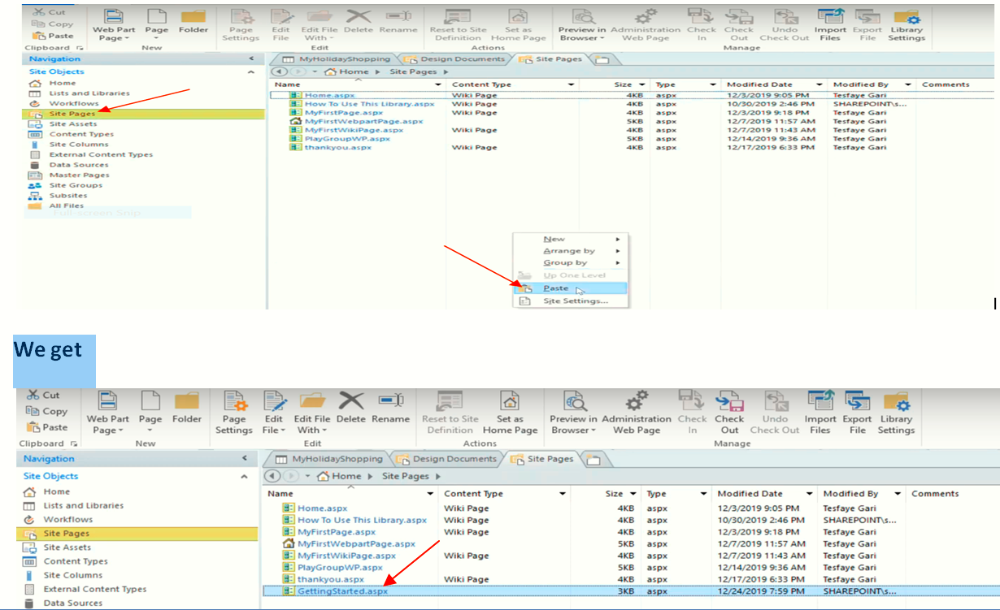 Cut
Copy
Paste
Clipboard
Web Part Page
Page
Folder
New
Page Settings
Edit File
Edit File With
Delete
Rename
Edit
Reset to Site Definition
Set as Home Page
Actions
Preview in Browser
Administration Web Page
Check In
Check Out
Undo Check Out
Import Files
Export File
Library Settings
Manage
Navigation <
MyHolidayShopping
Design Documents
Site Pages
Site Objects
Home Site Pages
Home
Lists and Libraries
Workflows
Site Pages
Site Assets
Content Types
Site Columns
External Content Types
Data Sources
Master Pages
Site Groups
Subsites
All Files
Full-screen Snip
Name Content Type Size Type Modified Date Modified By Comments
Home.aspx Wiki Page 4KB aspx 12/3/2019 9:05 PM Tesfaye Gari
How To Use This Library.aspx Wiki Page 4KB aspx 10/30/2019 2:46 PM SHAREPOINT\s...
MyFirstPage.aspx Wiki Page 4KB aspx 12/3/2019 9:18 PM Tesfaye Gari
MyFirstWebpartPage.aspx 5KB aspx 12/7/2019 11:57 AM Tesfaye Gari
MyFirstWikiPage.aspx Wiki Page 4KB aspx 12/7/2019 11:43 AM Tesfaye Gari
PlayGroupWP.aspx 5KB aspx 12/14/2019 9:36 AM Tesfaye Gari
thankyou.aspx Wiki Page 4KB aspx 12/17/2019 6:33 PM Tesfaye Gari
New
Arrange by
Group by
Up One Level
Paste
Site Settings...
We get
Cut
Copy
Paste
Clipboard
Web Part Page
Page
Folder
New
Page Settings
Edit File
Edit File With
Delete
Rename
Edit
Reset to Site Definition
Set as Home Page
Actions
Preview in Browser
Administration Web Page
Check In
Check Out
Undo Check Out
Import Files
Export File
Library Settings
Manage
Navigation <
MyHolidayShopping
Design Documents
Site Pages
Site Objects
Home Site Pages
Home
Lists and Libraries
Workflows
Site Pages
Site Assets
Content Types
Site Columns
External Content Types
Data Sources
Name Content Type Size Type Modified Date Modified By Comments
Home.aspx Wiki Page 4KB aspx 12/3/2019 9:05 PM Tesfaye Gari
How To Use This Library.aspx Wiki Page 4KB aspx 10/30/2019 2:46 PM SHAREPOINT\s...
MyFirstPage.aspx Wiki Page 4KB aspx 12/3/2019 9:18 PM Tesfaye Gari
MyFirstWebpartPage.aspx 5KB aspx 12/7/2019 11:57 AM Tesfaye Gari
MyFirstWikiPage.aspx Wiki Page 4KB aspx 12/7/2019 11:43 AM Tesfaye Gari
PlayGroupWP.aspx 5KB aspx 12/14/2019 9:36 AM Tesfaye Gari
thankyou.aspx Wiki Page 4KB aspx 12/17/2019 6:33 PM Tesfaye Gari
GettingStarted.aspx 3KB aspx 12/24/2019 7:59 PM SHAREPOINT\s...